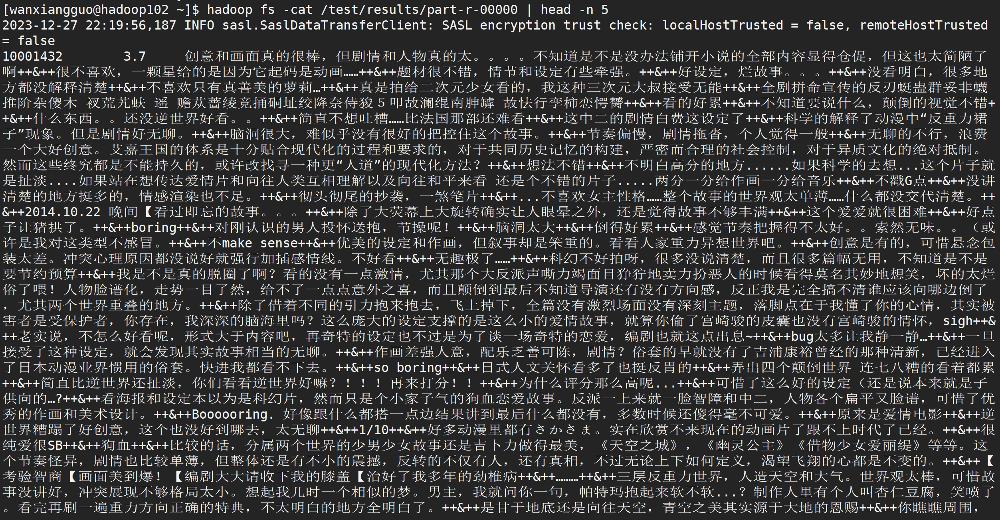 [wanxiangguo@hadoop102 ~]$ hadoop fs -cat /test/results/part-r-00000 | head -n 5
2023-12-27 22:19:56,187 INFO sasl.SaslDataTransferClient: SASL encryption trust check: localHostTrusted = false, remoteHostTrusted
= false
10001432        3.7     创意和画面真的很棒，但剧情和人物真的太。。。。不知道是不是没办法铺开小说的全部内容显得仓促，但这也太简陋了
啊++&++很不喜欢，一颗星给的是因为它起码是动画……++&++题材很不错，情节和设定有些牵强。++&++好设定，烂故事。。。++&++没看明白，很多地
方都没解释清楚++&++不喜欢只有真善美的萝莉…++&++真是拍给二次元少女看的，我这种三次元大叔接受无能++&++全剧拼命宣传的反刃蜓蛊群妥非蠛
推阶杂傻木 衩荒艽蚨 遥 赡苁蔷绫竞捅硐址绞降奈侍狻５叩故澜绲南胂罅 故怯行孪柿恋愕赟++&++看的好累++&++不知道要说什么，颠倒的视觉不错+
+&++什么东西。。还没逆世界好看。。++&++简直不想吐槽……比法国那部还难看++&++这中二的剧情白费这设定了++&++科学的解释了动漫中“反重力裙
子”现象。但是剧情好无聊。++&++脑洞很大，难似乎没有很好的把控住这个故事。++&++节奏偏慢，剧情拖沓，个人觉得一般++&++无聊的不行，浪费
一个大好创意。艾嘉王国的体系是十分贴合现代化的过程和要求的，对于共同历史记忆的构建，严密而合理的社会控制，对于异质文化的绝对抵制。
然而这些终究都是不能持久的，或许改找寻一种更“人道”的现代化方法？++&++想法不错++&++不明白高分的地方......如果科学的去想...这个片子就
是扯淡....如果站在想传达爱情片和向往人类互相理解以及向往和平来看 还是个不错的片子.....两分一分给作画一分给音乐++&++不戳G点++&++没讲
清楚的地方挺多的，情感渲染也不足。++&++彻头彻尾的抄袭，一煞笔片++&++...不喜欢女主性格……整个故事的世界观太单薄……什么都没交代清楚。++
&++2014.10.22 晚间【看过即忘的故事。。。++&++除了大荧幕上大旋转确实让人眼晕之外，还是觉得故事不够丰满++&++这个爱爱就很困难++&++好点
子让猪拱了。++&++boring++&++对刚认识的男人投怀送抱，节操呢！++&++脑洞太大++&++倒得好累++&++感觉节奏把握得不太好。。索然无味。。（或
许是我对这类型不感冒。++&++不make sense++&++优美的设定和作画，但叙事却是笨重的。看看人家重力异想世界吧。++&++创意是有的，可惜悬念包
装太差。冲突心理原因都没说好就强行加插感情线。不好看++&++无趣极了……++&++科幻不好拍呀，很多没说清楚，而且很多篇幅无用，不知道是不是
要节约预算++&++我是不是真的脱圈了啊？看的没有一点激情，尤其那个大反派声嘶力竭面目狰狞地卖力扮恶人的时候看得莫名其妙地想笑，坏的太烂
俗了喂！人物脸谱化，走势一目了然，给不了一点点意外之喜，而且颠倒到最后不知道导演还有没有方向感，反正我是完全搞不清谁应该向哪边倒了
，尤其两个世界重叠的地方。++&++除了借着不同的引力抱来抱去，飞上掉下，全篇没有激烈场面没有深刻主题，落脚点在于我懂了你的心情，其实被
害者是受保护者，你存在，我深深的脑海里吗？这么庞大的设定支撑的是这么小的爱情故事，就算你偷了宫崎骏的皮囊也没有宫崎骏的情怀，sigh++&
++老实说，不怎么好看呢，形式大于内容吧，再奇特的设定也不过是为了谈一场奇特的恋爱，编剧也就这点出息~++&++bug太多让我静一静…++&++一旦
接受了这种设定，就会发现其实故事相当的无聊。++&++作画差强人意，配乐乏善可陈，剧情？俗套的早就没有了吉浦康裕曾经的那种清新，已经进入
了日本动漫业界惯用的俗套。快进我都看不下去。++&++so boring++&++日式人文关怀看多了也挺反胃的++&++弄出四个颠倒世界 连七八糟的看着都累
++&++简直比逆世界还扯淡，你们看看逆世界好嘛？！！！再来打分！！++&++为什么评分那么高呢...++&++可惜了这么好的设定（还是说本来就是子
供向的…?++&++看海报和设定本以为是科幻片，然而只是个小家子气的狗血恋爱故事。反派一上来就一脸智障和中二，人物各个扁平又脸谱，可惜了优
秀的作画和美术设计。++&++Boooooring. 好像跟什么都搭一点边结果讲到最后什么都没有，多数时候还傻得毫不可爱。++&++原来是爱情电影++&++逆
世界糟蹋了好创意，这个也没好到哪去，太无聊++&++1/10++&++好多动漫里都有さかさま。实在欣赏不来现在的动画片了跟不上时代了已经。++&++很
纯爱很SB++&++狗血++&++比较的话，分属两个世界的少男少女故事还是吉卜力做得最美，《天空之城》，《幽灵公主》《借物少女爱丽缇》等等。这
个节奏怪异，剧情也比较单薄，但整体还是有不小的震撼，反转的不仅有人，还有真相，不过无论上下如何定义，渴望飞翔的心都是不变的。++&++【
考验智商【画面美到爆！【编剧大大请收下我的膝盖【治好了我多年的劲椎病++&++………++&++三层反重力世界，人造天空和大气。世界观太棒，可惜故
事没讲好，冲突展现不够格局太小。想起我儿时一个相似的梦。男主，我就问你一句，帕特玛抱起来软不软...？制作人里有个人叫杏仁豆腐，笑喷了
。看完再刷一遍重力方向正确的特典，不太明白的地方全明白了。++&++是甘于地底还是向往天空，青空之美其实源于大地的恩赐++&++你瞧瞧周围，